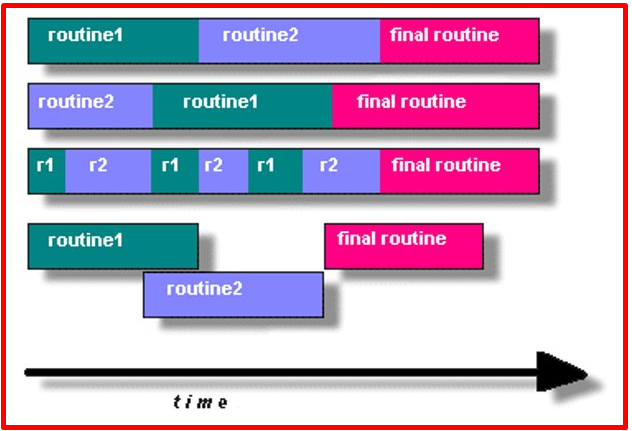 routine1 routine2 final routine
routine2 routine1 final routine
r1 r2 r1 r2 r1 r2 final routine
routine1 final routine
routine2
time